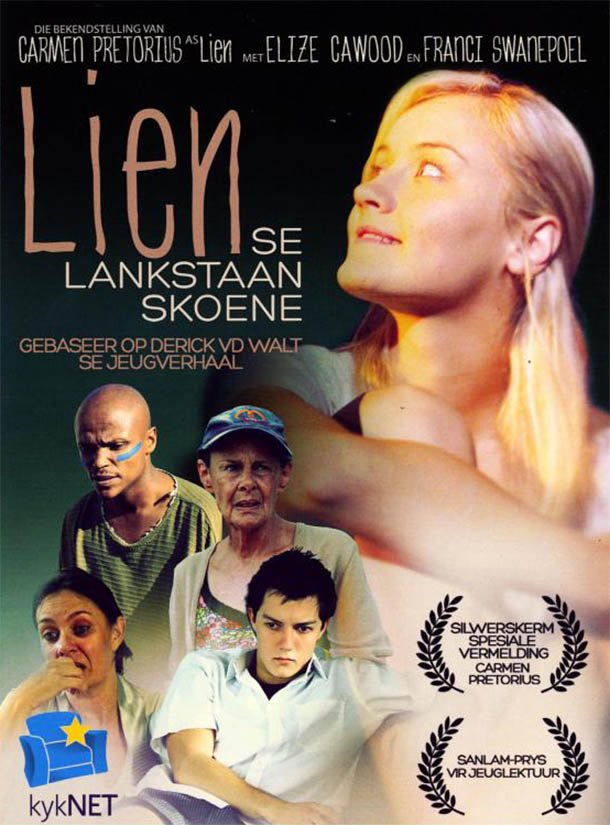 DIE BEKENDSTELLING VAN
CARMEN PRETORIUS AS Lien MET ELIZE CAWOOD EN FRANCI SWANEPOEL
Lien SE
LANKSTAAN
SKOENE
GEBASEER OP DERICK VD WALT
SE JEUGVERHAAL
SILWERSKERM
SPESIALE
VERMELDING
CARMEN
PRETORIUS
SANLAM-PRYS
VIR JEUGLEKTUUR
kykNET